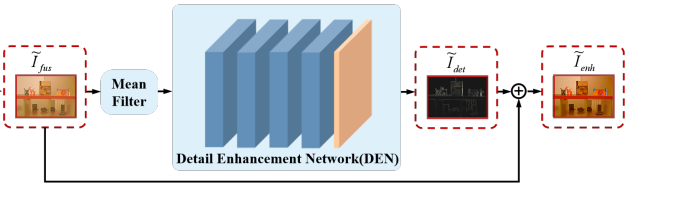 Ĩfus
Mean
Filter
Detail Enhancement Network(DEN)
Ĩdet
Ĩenh